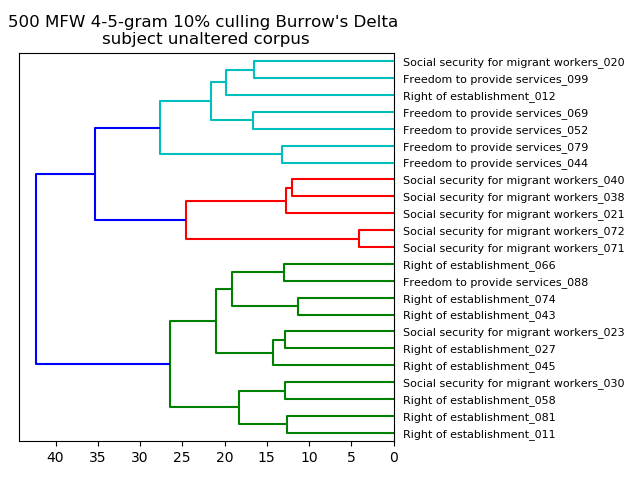 500 MFW 4-5-gram 10% culling Burrow's Delta
subject unaltered corpus
Social security for migrant workers_020
Freedom to provide services_099
Right of establishment_012
Freedom to provide services_069
Freedom to provide services_052
Freedom to provide services_079
Freedom to provide services_044
Social security for migrant workers_040
Social security for migrant workers_038
Social security for migrant workers_021
Social security for migrant workers_072
Social security for migrant workers_071
Right of establishment_066
Freedom to provide services_088
Right of establishment_074
Right of establishment_043
Social security for migrant workers_023
Right of establishment_027
Right of establishment_045
Social security for migrant workers_030
Right of establishment_058
Right of establishment_081
Right of establishment_011
40 35 30 25 20 15 10 5 0